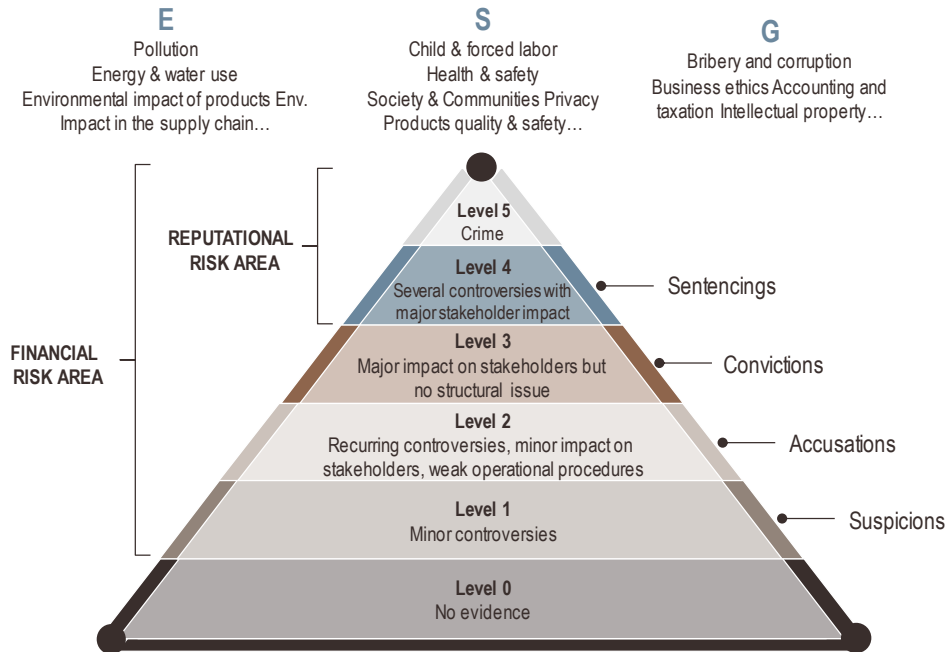 E
Pollution
Energy & water use
Environmental impact of products Env.
Impact in the supply chain…
S
Child & forced labor
Health & safety
Society & Communities Privacy
Products quality & safety…
G
Bribery and corruption
Business ethics Accounting and
taxation Intellectual property…
REPUTATIONAL
RISK AREA
FINANCIAL
RISK AREA
Level 5
Crime
Level 4
Several controversies with
major stakeholder impact
Sentencings
Level 3
Major impact on stakeholders but
no structural issue
Convictions
Level 2
Recurring controversies, minor impact on
stakeholders, weak operational procedures
Accusations
Level 1
Minor controversies
Suspicions
Level 0
No evidence